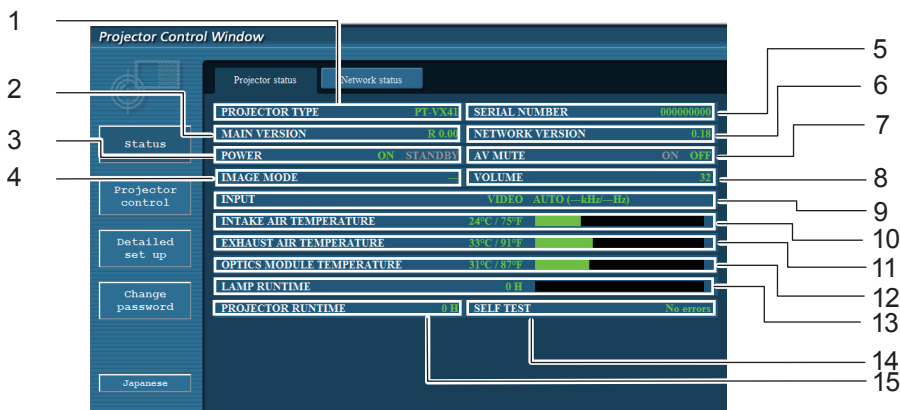 1
2
3
4
Projector Control Window
Projector status
Network status
Status
Projector
control
Detailed
set up
Change
password
Japanese
PROJECTOR TYPE PT-VX41
SERIAL NUMBER 000000000
MAIN VERSION R 0.00
NETWORK VERSION 0.18
POWER ON STANDBY
AV MUTE ON OFF
IMAGE MODE ---
VOLUME 32
INPUT VIDEO AUTO (---kHz/---Hz)
INTAKE AIR TEMPERATURE 24°C / 75°F
EXHAUST AIR TEMPERATURE 33°C / 91°F
OPTICS MODULE TEMPERATURE 31°C / 87°F
LAMP RUNTIME 0 H
PROJECTOR RUNTIME 0 H
SELF TEST No errors
5
6
7
8
9
10
11
12
13
14
15